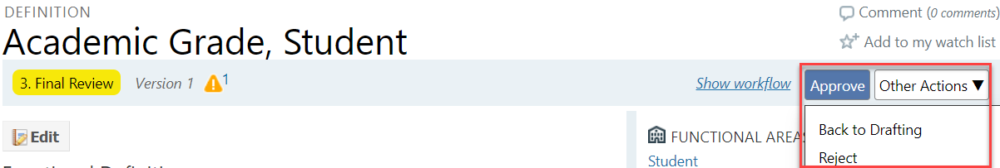 DEFINITION
Comment (0 comments)
Academic Grade, Student
Add to my watch list
3. Final Review Version 1 1 Show workflow Approve Other Actions ▼
Back to Drafting
Edit
FUNCTIONAL AREAS
Student
Reject